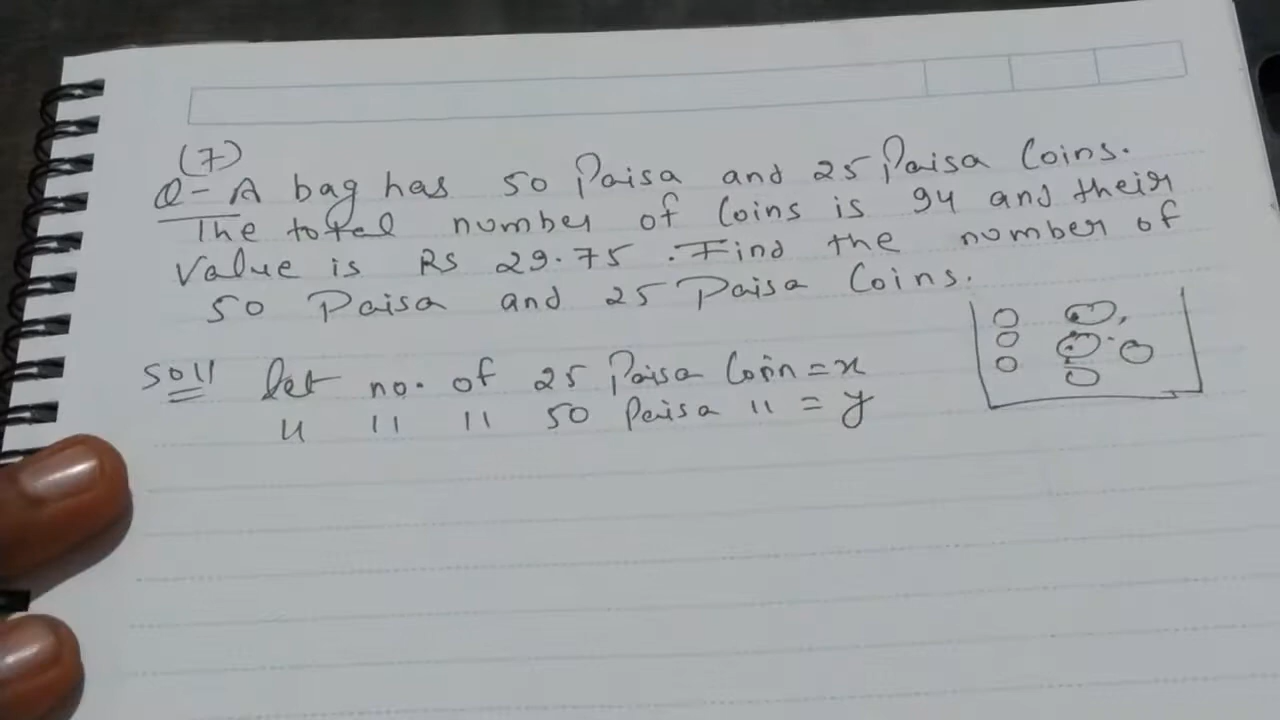 (7)
Q- A bag has 50 Paisa and 25 Paisa Coins.
The total number of Coins is 94 and their
Value is RS 29.75. Find the number of
50 Paisa and 25 Paisa Coins.
Soll let no. of 25 Paisa Coin = x
" " " 50 Paisa " = y